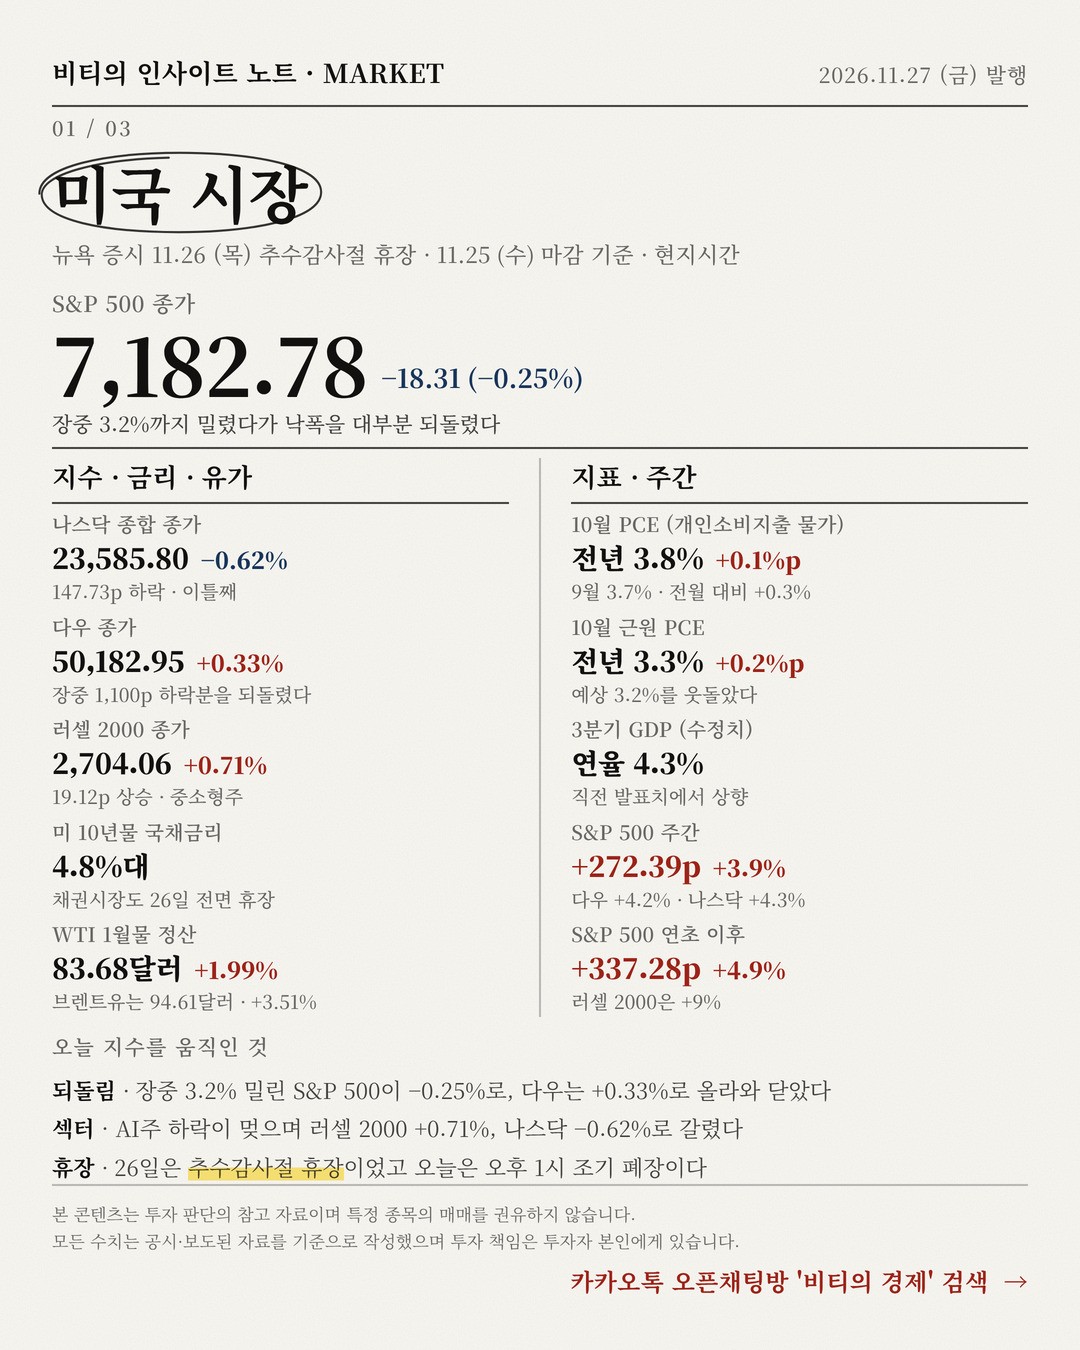 비티의 인사이트 노트 · MARKET
2026.11.27 (금) 발행
01 / 03
미국 시장
뉴욕 증시 11.26 (목) 추수감사절 휴장 · 11.25 (수) 마감 기준 · 현지시간
S&P 500 종가
7,182.78 −18.31 (−0.25%)
장중 3.2%까지 밀렸다가 낙폭을 대부분 되돌렸다
지수 · 금리 · 유가
나스닥 종합 종가
23,585.80 −0.62%
147.73p 하락 · 이틀째
다우 종가
50,182.95 +0.33%
장중 1,100p 하락분을 되돌렸다
러셀 2000 종가
2,704.06 +0.71%
19.12p 상승 · 중소형주
미 10년물 국채금리
4.8%대
채권시장도 26일 전면 휴장
WTI 1월물 정산
83.68달러 +1.99%
브렌트유는 94.61달러 · +3.51%
지표 · 주간
10월 PCE (개인소비지출 물가)
전년 3.8% +0.1%p
9월 3.7% · 전월 대비 +0.3%
10월 근원 PCE
전년 3.3% +0.2%p
예상 3.2%를 웃돌았다
3분기 GDP (수정치)
연율 4.3%
직전 발표치에서 상향
S&P 500 주간
+272.39p +3.9%
다우 +4.2% · 나스닥 +4.3%
S&P 500 연초 이후
+337.28p +4.9%
러셀 2000은 +9%
오늘 지수를 움직인 것
되돌림 · 장중 3.2% 밀린 S&P 500이 −0.25%로, 다우는 +0.33%로 올라와 닫았다
섹터 · AI주 하락이 멎으며 러셀 2000 +0.71%, 나스닥 −0.62%로 갈렸다
휴장 · 26일은 추수감사절 휴장이었고 오늘은 오후 1시 조기 폐장이다
본 콘텐츠는 투자 판단의 참고 자료이며 특정 종목의 매매를 권유하지 않습니다.
모든 수치는 공시·보도된 자료를 기준으로 작성했으며 투자 책임은 투자자 본인에게 있습니다.
카카오톡 오픈채팅방 '비티의 경제' 검색 →